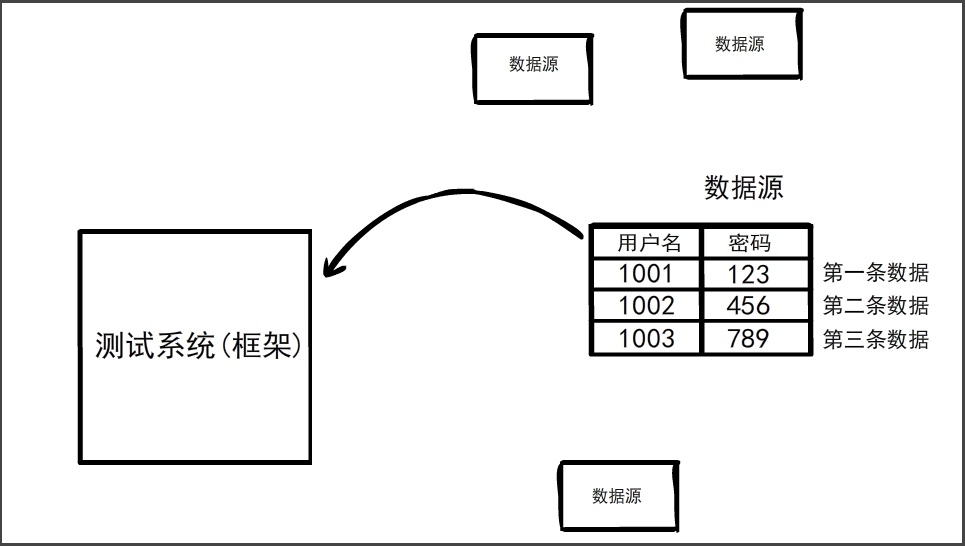 数据源
数据源
数据源
用户名 密码
1001 123 第一条数据
1002 456 第二条数据
1003 789 第三条数据
测试系统(框架)
数据源